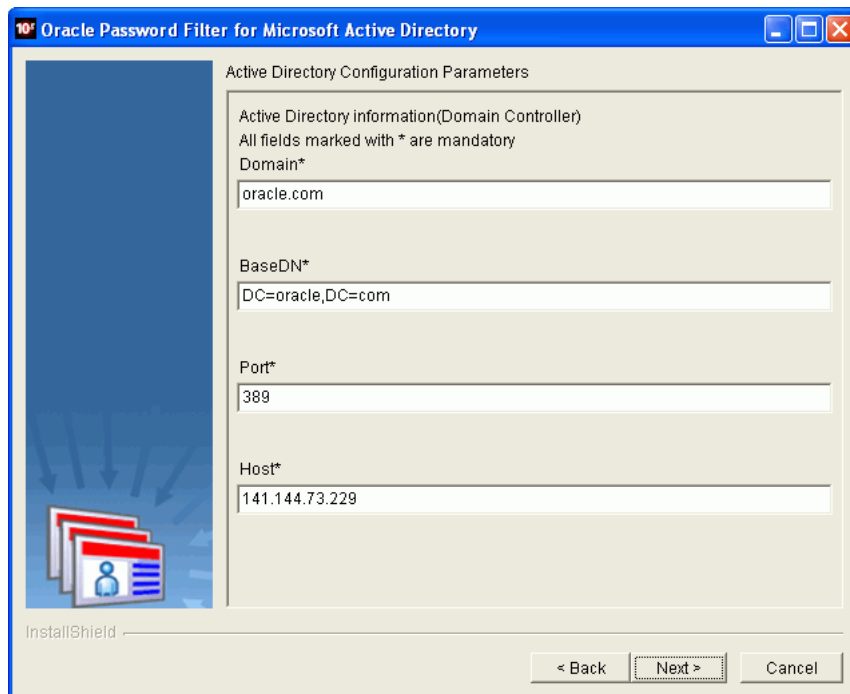 10g Oracle Password Filter for Microsoft Active Directory
Active Directory Configuration Parameters
Active Directory information(Domain Controller)
All fields marked with * are mandatory
Domain*
oracle.com
BaseDN*
DC=oracle,DC=com
Port*
389
Host*
141.144.73.229
InstallShield
< Back
Next >
Cancel